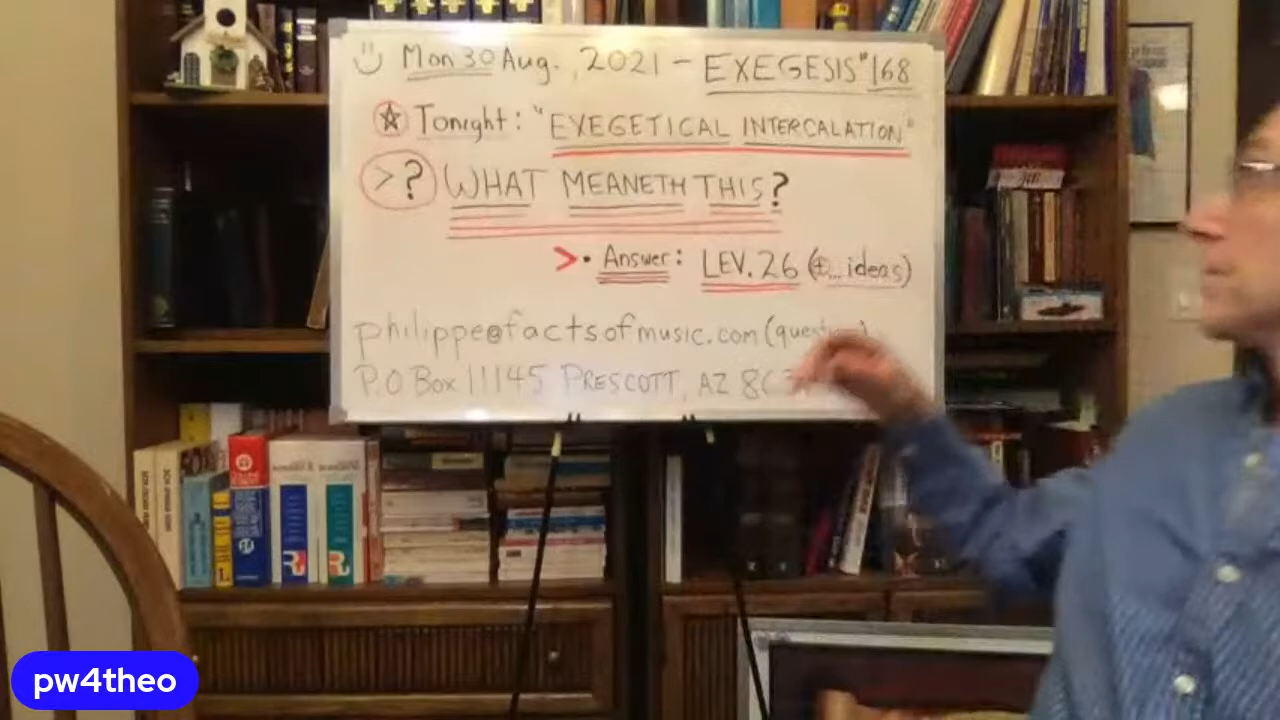 Mon 30 Aug., 2021 - EXEGESIS #168
Tonight: "EXEGETICAL INTERCALATION"
>? WHAT MEANETH THIS?
> • Answer: LEV. 26 (±...ideas)
philippe@factsofmusic.com
P.O Box 11145 PRESCOTT, AZ
pw4theo